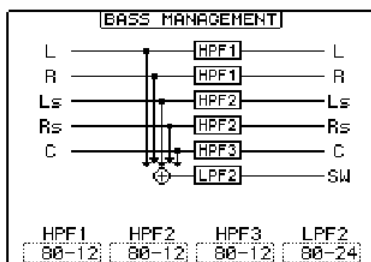 BASS MANAGEMENT
L HPF1 L
R HPF1 R
Ls HPF2 Ls
Rs HPF2 Rs
C HPF3 C
LPF2 SW
HPF1 HPF2 HPF3 LPF2
80-12 80-12 80-12 80-24